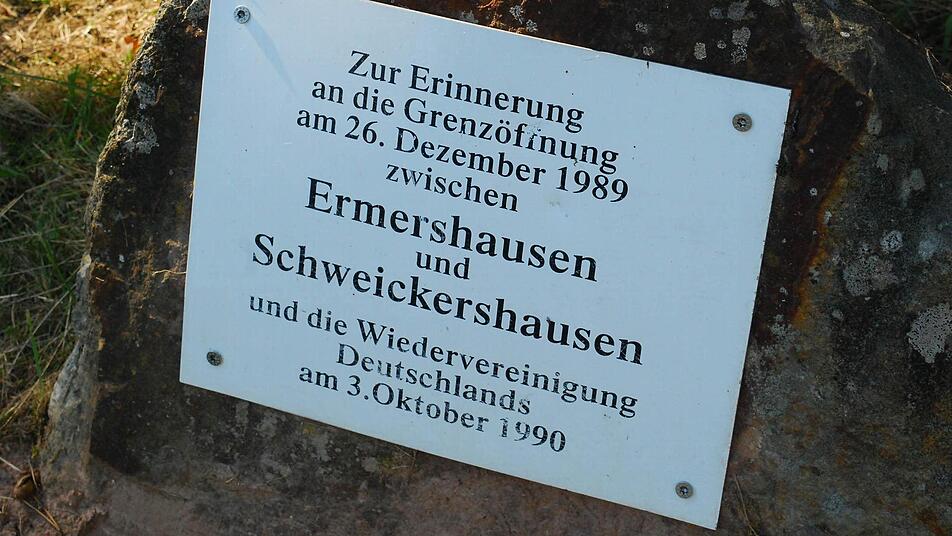 Zur Erinnerung
an die Grenzöffnung
am 26. Dezember 1989
zwischen
Ermershausen
und
Schweickershausen
und die Wiedervereinigung
Deutschlands
am 3.Oktober 1990